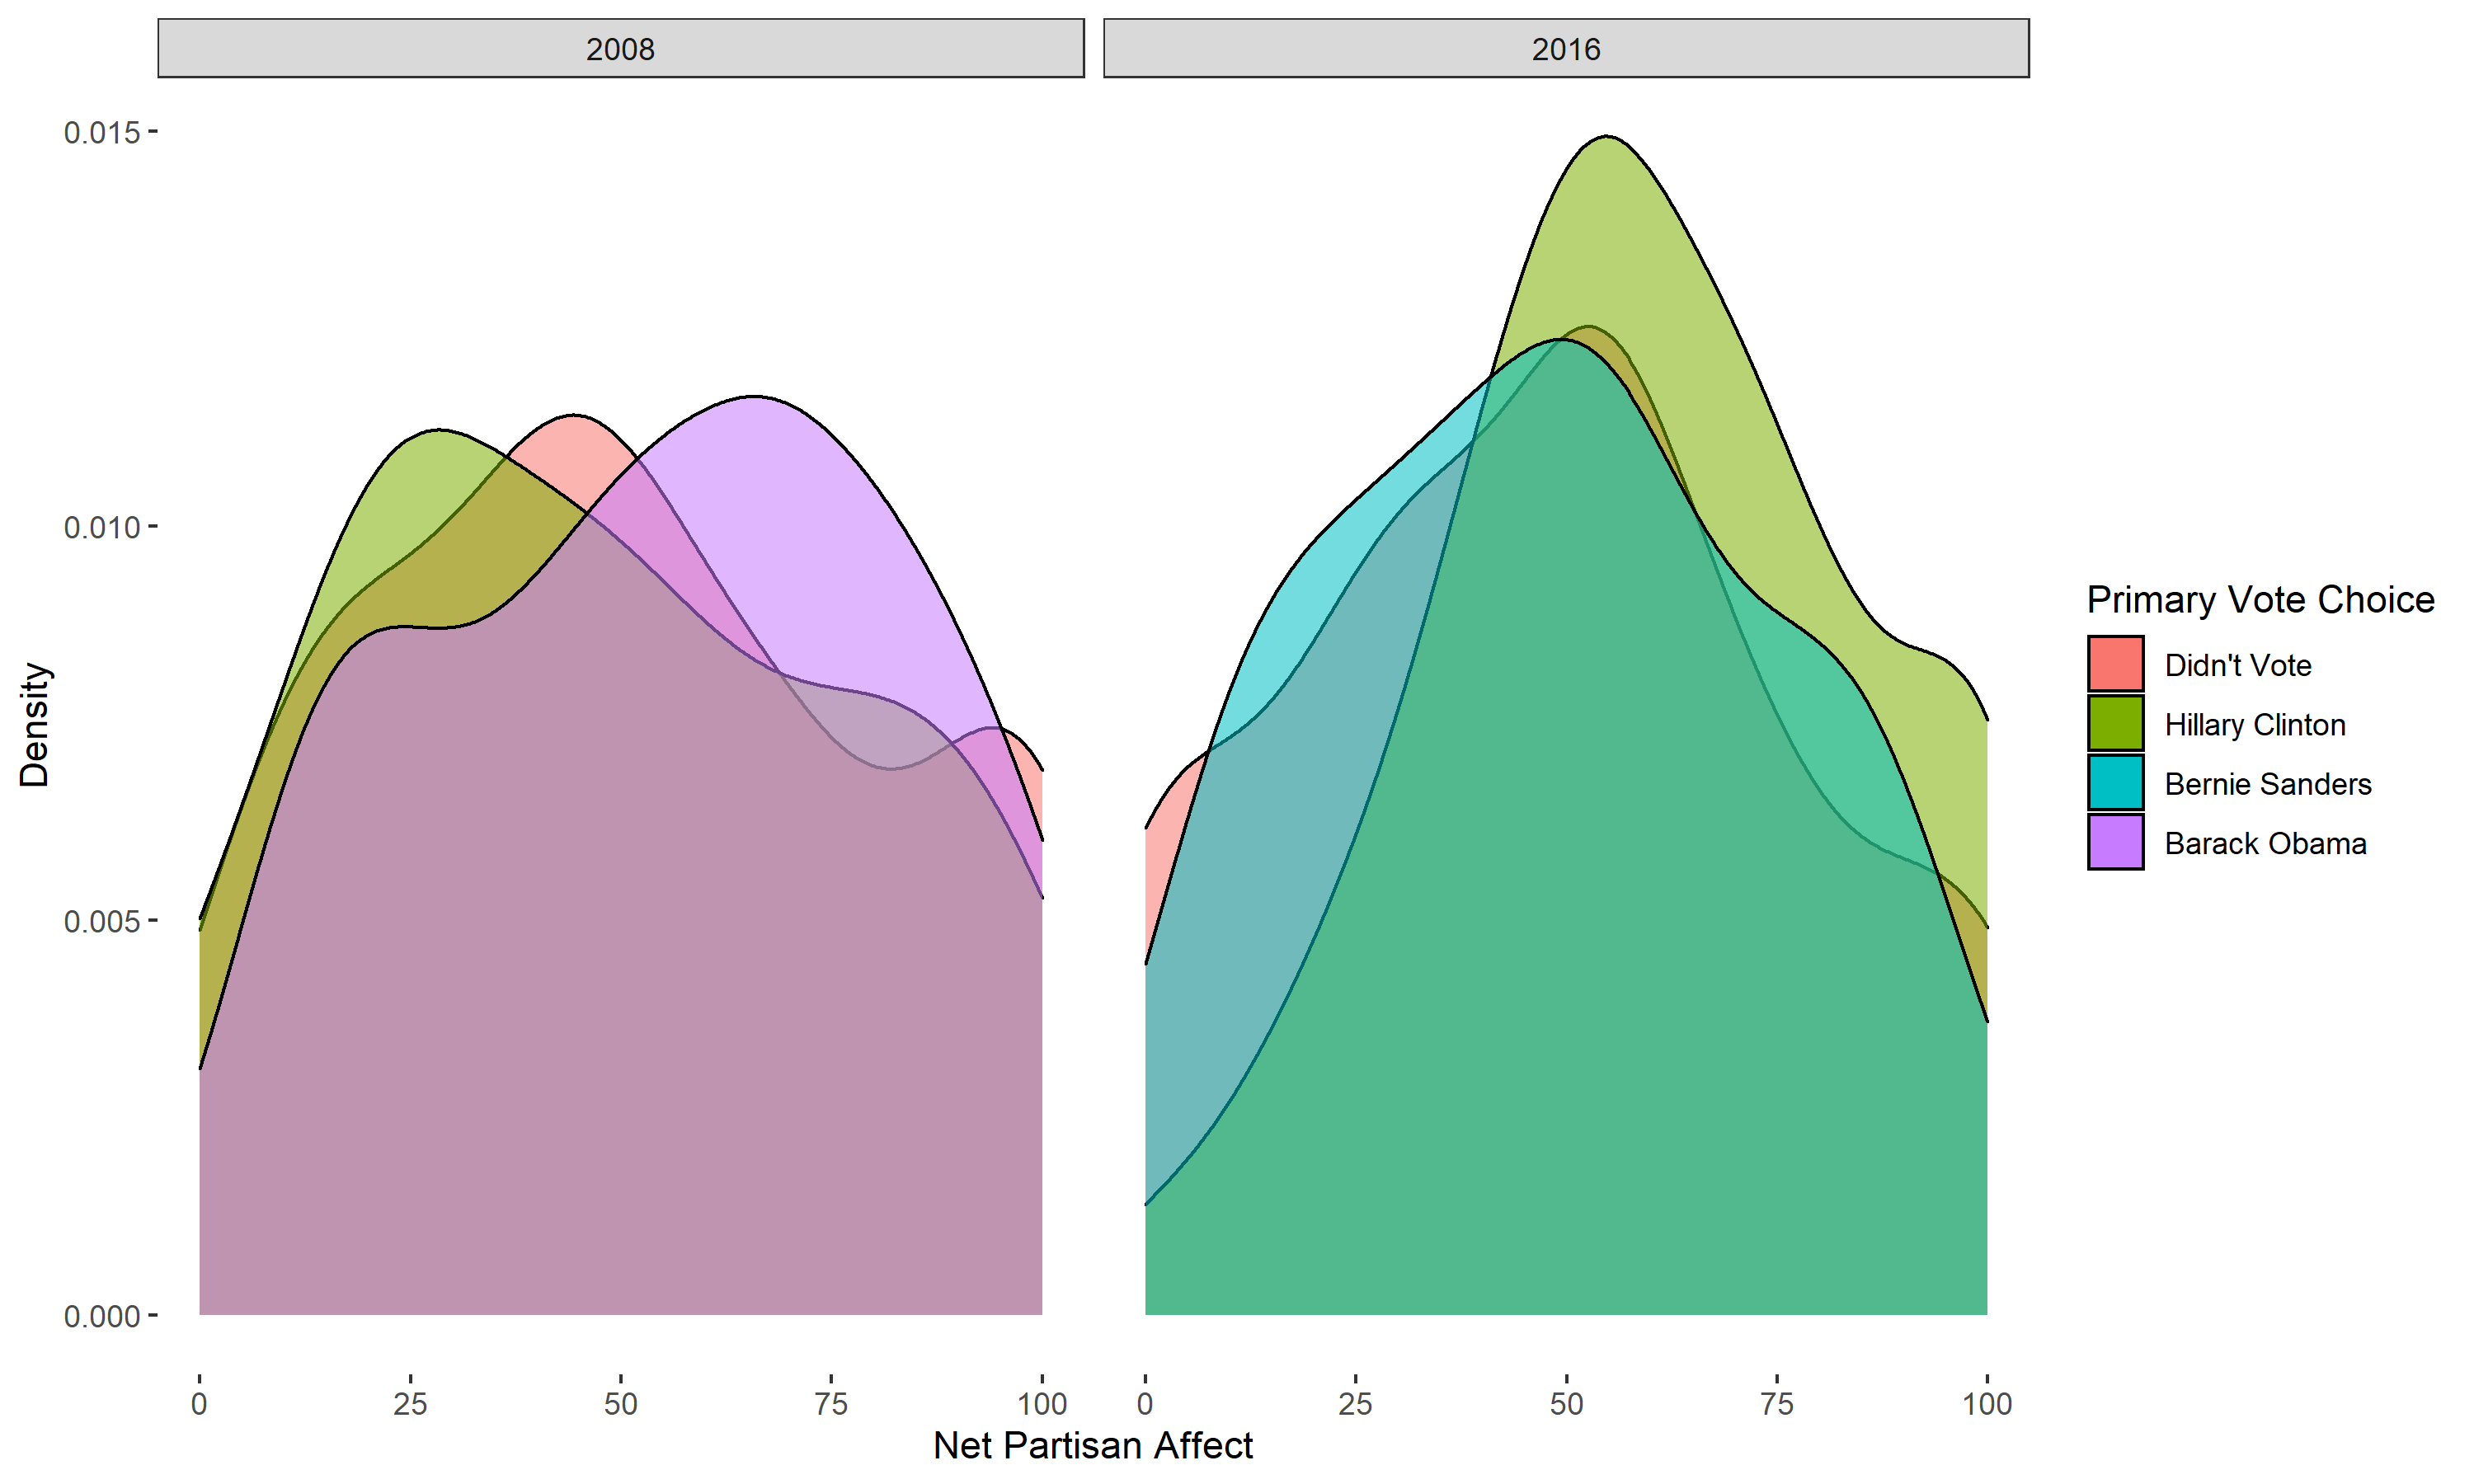 2008
2016
0.015
0.010
0.005
0.000
Density
0 25 50 75 100
0 25 50 75 100
Net Partisan Affect
Primary Vote Choice
Didn't Vote
Hillary Clinton
Bernie Sanders
Barack Obama